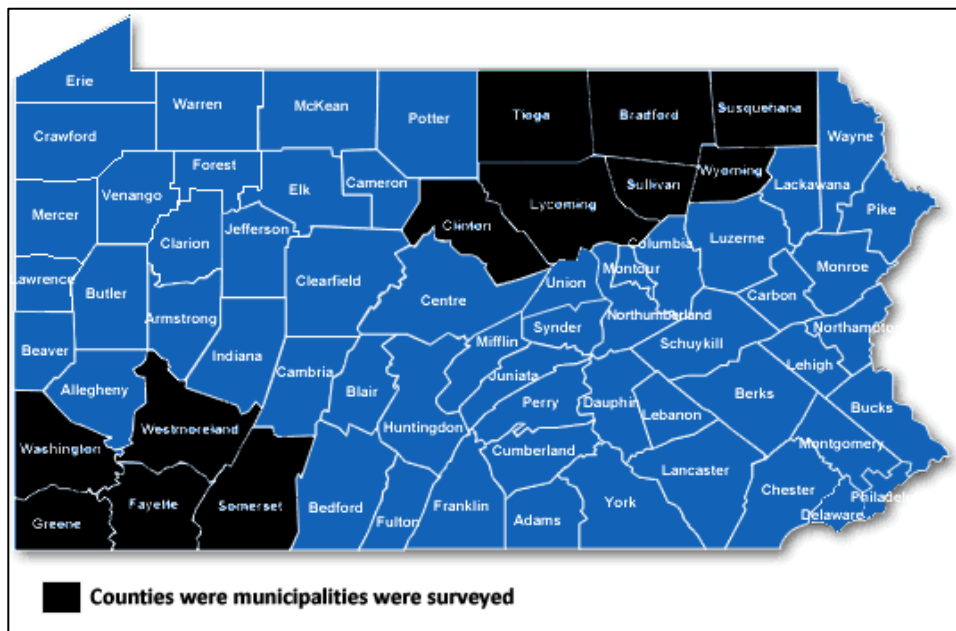 Erie
Warren
McKean
Potter
Tioga
Bradford
Susquehana
Crawford
Wayne
Forest
Venango
Elk
Cameron
Sullivan
Wyoming
Lackawana
Mercer
Lycoming
Pike
Clarion
Jefferson
Clinton
Columbia
Luzerne
Lawrence
Butler
Clearfield
Centre
Union
Montour
Monroe
Carbon
Armstrong
Northumberland
Synder
Northampton
Beaver
Indiana
Mifflin
Schuykill
Allegheny
Cambria
Blair
Juniata
Lehigh
Perry
Dauphin
Lebanon
Berks
Bucks
Westmoreland
Huntingdon
Washington
Cumberland
Montgomery
Lancaster
Chester
Philadel
Fayette
Somerset
Bedford
Franklin
York
Delaware
Greene
Fulton
Adams
Counties were municipalities were surveyed